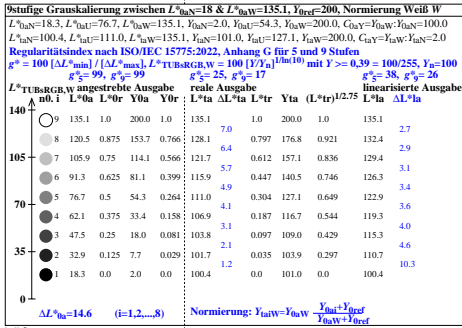 9stufige Grauskalierung zwischen L*0aN=18 & L*0aW=135.1, Y0ref=200, Normierung Weiß W
L*0aN=18.3, L*0aU=76.7, L*0aW=135.1, Y0aN=2.0, Y0aU=54.3, Y0aW=200.0, C0aY=Y0aW:Y0aN=100.0
L*taN=100.4, L*taU=111.0, L*taW=135.1, YtaN=101.0, YtaU=127.1, YtaW=200.0, CtaY=YtaW:YtaN=2.0
Regularitätsindex nach ISO/IEC 15775:2022, Anhang G für 5 und 9 Stufen
g* = 100 [ΔL*min] / [ΔL*max], L*TUBsRGB,W = 100 [Y/Yn]^1/ln(10) mit Y >= 0,39 = 100/255, Yn=100
g*5= 99, g*9= 99 g*5= 25, g*9= 17 g*5= 38, g*9= 26
L*TUBsRGB,W angestrebte Ausgabe reale Ausgabe linearisierte Ausgabe
n0. i L*0a L*0r Y0a Y0r L*ta ΔL*ta L*tr Yta (L*tr)^1/2.75 L*la ΔL*la
140
9 135.1 1.0 200.0 1.0 135.1 1.0 200.0 1.0 135.1
7.0 2.7
8 120.5 0.875 153.7 0.766 128.1 0.797 176.8 0.921 132.4
6.4 2.9
105
7 105.9 0.75 114.1 0.566 121.7 0.612 157.1 0.836 129.4
5.7 3.1
6 91.3 0.625 81.1 0.399 115.9 0.447 140.5 0.746 126.3
4.9 3.4
70
5 76.7 0.5 54.3 0.264 111.0 0.304 127.1 0.649 122.9
4.1 3.6
4 62.1 0.375 33.4 0.158 106.9 0.187 116.7 0.544 119.3
3.1 4.0
3 47.5 0.25 18.0 0.081 103.8 0.097 109.0 0.429 115.3
2.1 4.6
35
2 32.9 0.125 7.7 0.029 101.7 0.035 103.9 0.297 110.7
1.2 10.3
1 18.3 0.0 2.0 0.0 100.4 0.0 101.0 0.0 100.4
0
ΔL*0a=14.6 (i=1,2,...,8) Normierung: YtaiW=Y0aW (Y0ai+Y0ref)/(Y0aW+Y0ref)